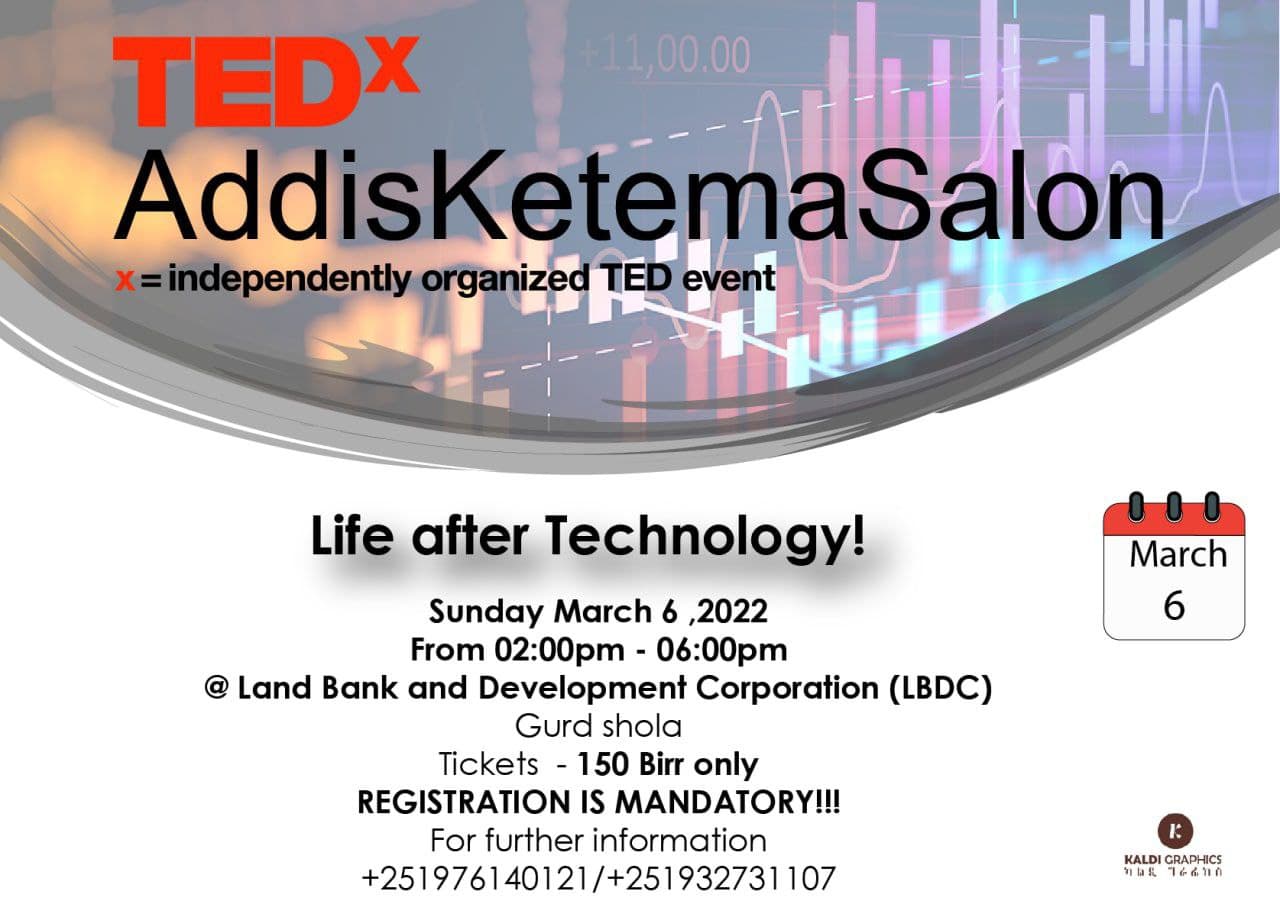 TEDx
+11,00.00
AddisKetemaSalon
x = independently organized TED event
Life after Technology!
March
6
Sunday March 6 ,2022
From 02:00pm - 06:00pm
@ Land Bank and Development Corporation (LBDC)
Gurd shola
Tickets - 150 Birr only
REGISTRATION IS MANDATORY!!!
For further information
+251976140121/+251932731107
K
KALDI GRAPHICS
ካልዲ ግራፊክስ